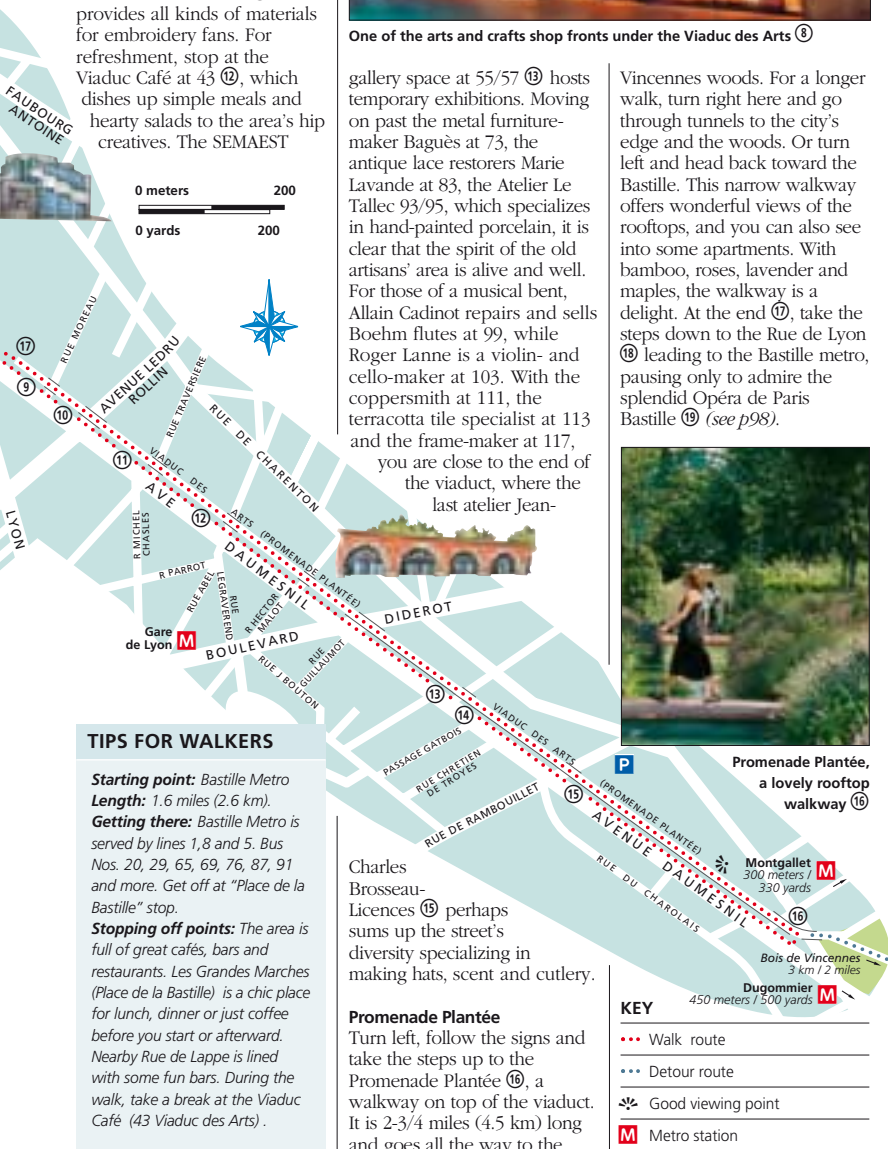 provides all kinds of materials
for embroidery fans. For
refreshment, stop at the
Viaduc Café at 43 ⑫, which
dishes up simple meals and
hearty salads to the area's hip
creatives. The SEMAEST
One of the arts and crafts shop fronts under the Viaduc des Arts ⑧
gallery space at 55/57 ⑬ hosts
temporary exhibitions. Moving
on past the metal furniture-
maker Baguès at 73, the
antique lace restorers Marie
Lavande at 83, the Atelier Le
Tallec 93/95, which specializes
in hand-painted porcelain, it is
clear that the spirit of the old
artisans' area is alive and well.
For those of a musical bent,
Allain Cadinot repairs and sells
Boehm flutes at 99, while
Roger Lanne is a violin- and
cello-maker at 103. With the
coppersmith at 111, the
terracotta tile specialist at 113
and the frame-maker at 117,
you are close to the end of
the viaduct, where the
last atelier Jean-
Charles
Brosseau-
Licences ⑮ perhaps
sums up the street's
diversity specializing in
making hats, scent and cutlery.
Promenade Plantée
Turn left, follow the signs and
take the steps up to the
Promenade Plantée ⑯, a
walkway on top of the viaduct.
It is 2-3/4 miles (4.5 km) long
and goes all the way to the
Vincennes woods. For a longer
walk, turn right here and go
through tunnels to the city's
edge and the woods. Or turn
left and head back toward the
Bastille. This narrow walkway
offers wonderful views of the
rooftops, and you can also see
into some apartments. With
bamboo, roses, lavender and
maples, the walkway is a
delight. At the end ⑰, take the
steps down to the Rue de Lyon
⑱ leading to the Bastille metro,
pausing only to admire the
splendid Opéra de Paris
Bastille ⑲ (see p98).
Promenade Plantée,
a lovely rooftop
walkway ⑯
FAUBOURG
ANTOINE
0 meters 200
0 yards 200
⑰
⑨
⑩
⑪
⑫
RUE MOREAU
AVENUE LEDRU
ROLLIN
RUE TRAVERSIÈRE
RUE DE CHARENTON
VIADUC DES ARTS (PROMENADE PLANTÉE)
AVE DAUMESNIL
LYON
R MICHEL
CHASLES
R PARROT
RUE ABEL
RUE
LEGRAVEREND
R HECTOR
MALOT
Gare
de Lyon M
BOULEVARD DIDEROT
RUE J BOUTON
RUE
GUILLAUMOT
⑬
⑭
PASSAGE GATBOIS
RUE CHRETIEN
DE TROYES
RUE DE RAMBOUILLET
VIADUC DES ARTS
(PROMENADE PLANTÉE)
P
⑮
AVENUE DAUMESNIL
RUE DU CHAROLAIS
Montgallet M
300 meters /
330 yards
⑯
Bois de Vincennes
3 km / 2 miles
Dugommier M
450 meters / 500 yards
TIPS FOR WALKERS
Starting point: Bastille Metro
Length: 1.6 miles (2.6 km).
Getting there: Bastille Metro is
served by lines 1,8 and 5. Bus
Nos. 20, 29, 65, 69, 76, 87, 91
and more. Get off at "Place de la
Bastille" stop.
Stopping off points: The area is
full of great cafés, bars and
restaurants. Les Grandes Marches
(Place de la Bastille) is a chic place
for lunch, dinner or just coffee
before you start or afterward.
Nearby Rue de Lappe is lined
with some fun bars. During the
walk, take a break at the Viaduc
Café (43 Viaduc des Arts) .
KEY
Walk route
Detour route
Good viewing point
M Metro station